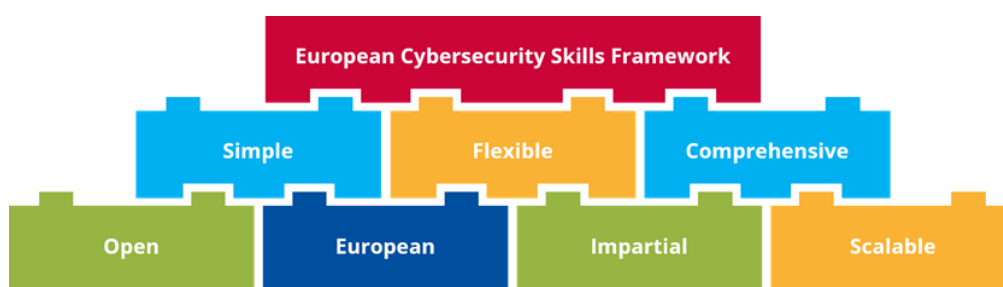 European Cybersecurity Skills Framework
Simple
Flexible
Comprehensive
Open
European
Impartial
Scalable